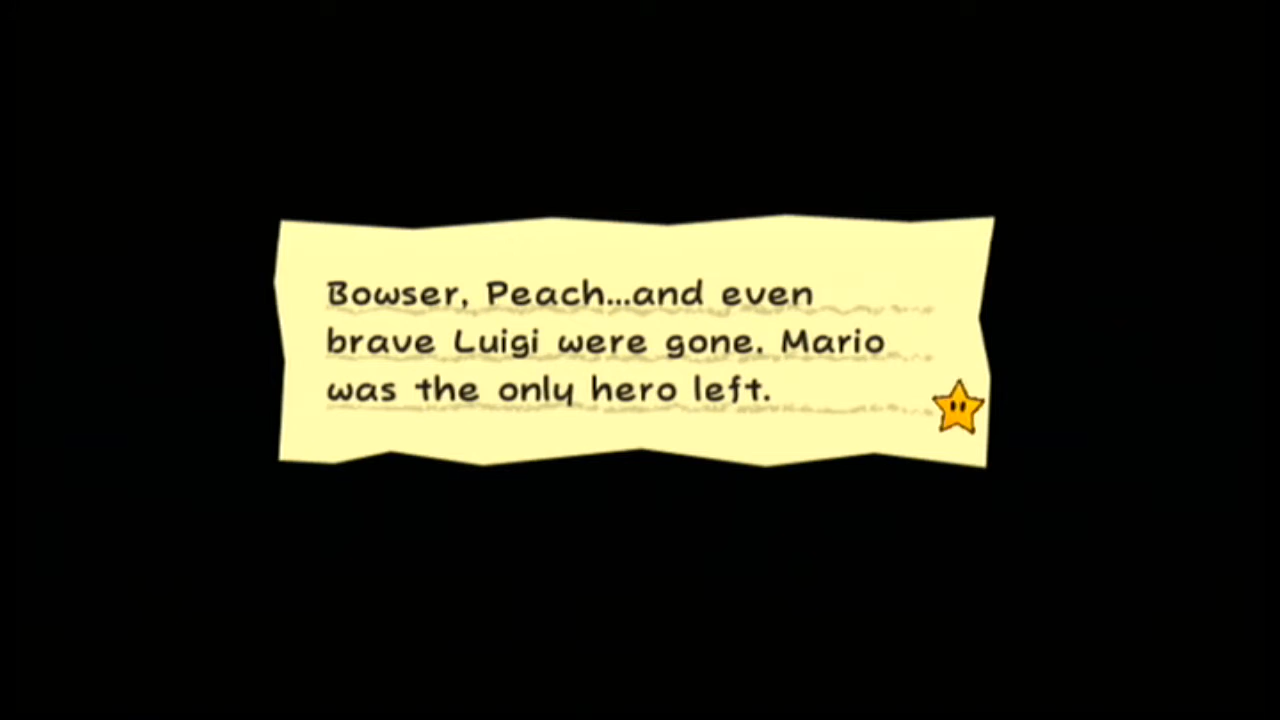 Bowser, Peach...and even
brave Luigi were gone. Mario
was the only hero left.